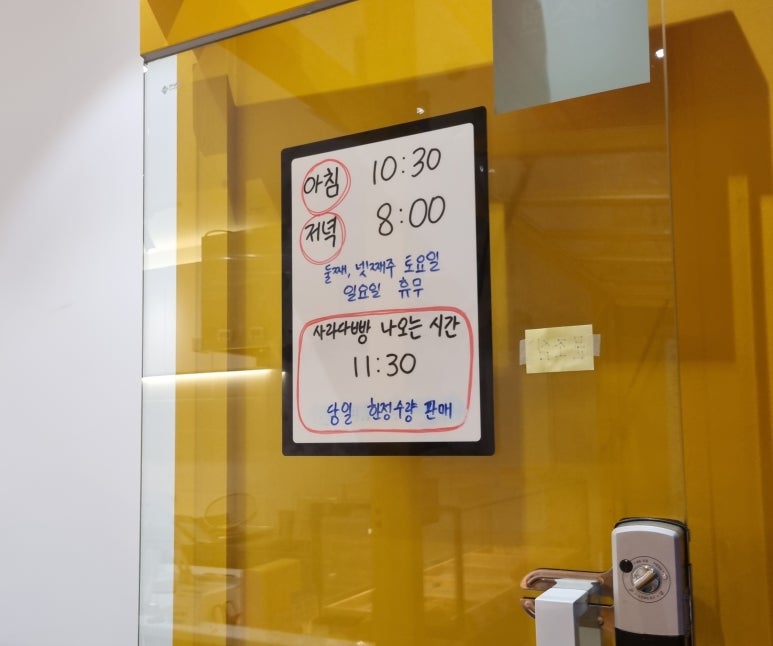 아침 10:30
저녁 8:00
둘째, 넷째주 토요일
일요일 휴무
사라다빵 나오는 시간
11:30
당일 한정수량 판매